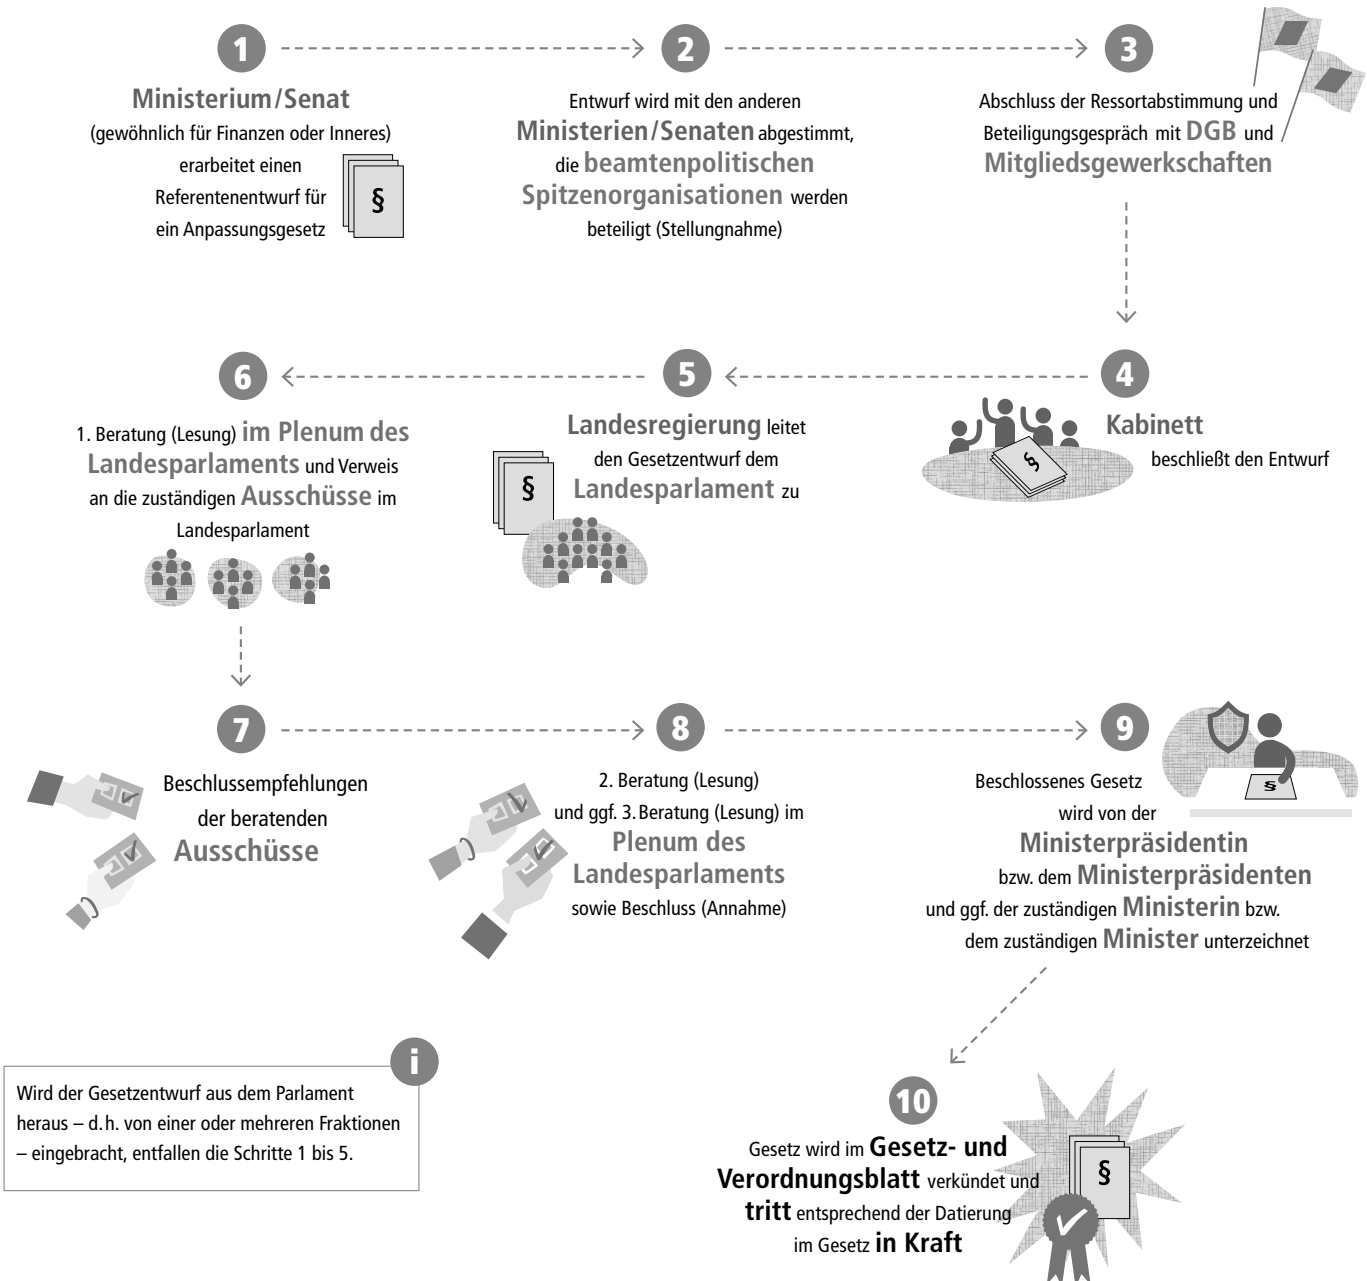 1
Ministerium/Senat
(gewöhnlich für Finanzen oder Inneres)
erarbeitet einen
Referentenentwurf für
ein Anpassungsgesetz
§
2
Entwurf wird mit den anderen
Ministerien/Senaten abgestimmt,
die beamtenpolitischen
Spitzenorganisationen werden
beteiligt (Stellungnahme)
3
Abschluss der Ressortabstimmung und
Beteiligungsgespräch mit DGB und
Mitgliedsgewerkschaften
4
Kabinett
beschließt den Entwurf
§
5
Landesregierung leitet
den Gesetzentwurf dem
Landesparlament zu
§
6
1. Beratung (Lesung) im Plenum des
Landesparlaments und Verweis
an die zuständigen Ausschüsse im
Landesparlament
7
Beschlussempfehlungen
der beratenden
Ausschüsse
8
2. Beratung (Lesung)
und ggf. 3. Beratung (Lesung) im
Plenum des
Landesparlaments
sowie Beschluss (Annahme)
9
Beschlossenes Gesetz
wird von der
Ministerpräsidentin
bzw. dem Ministerpräsidenten
und ggf. der zuständigen Ministerin bzw.
dem zuständigen Minister unterzeichnet
§
10
Gesetz wird im Gesetz- und
Verordnungsblatt verkündet und
tritt entsprechend der Datierung
im Gesetz in Kraft
§
i
Wird der Gesetzentwurf aus dem Parlament
heraus – d.h. von einer oder mehreren Fraktionen
– eingebracht, entfallen die Schritte 1 bis 5.